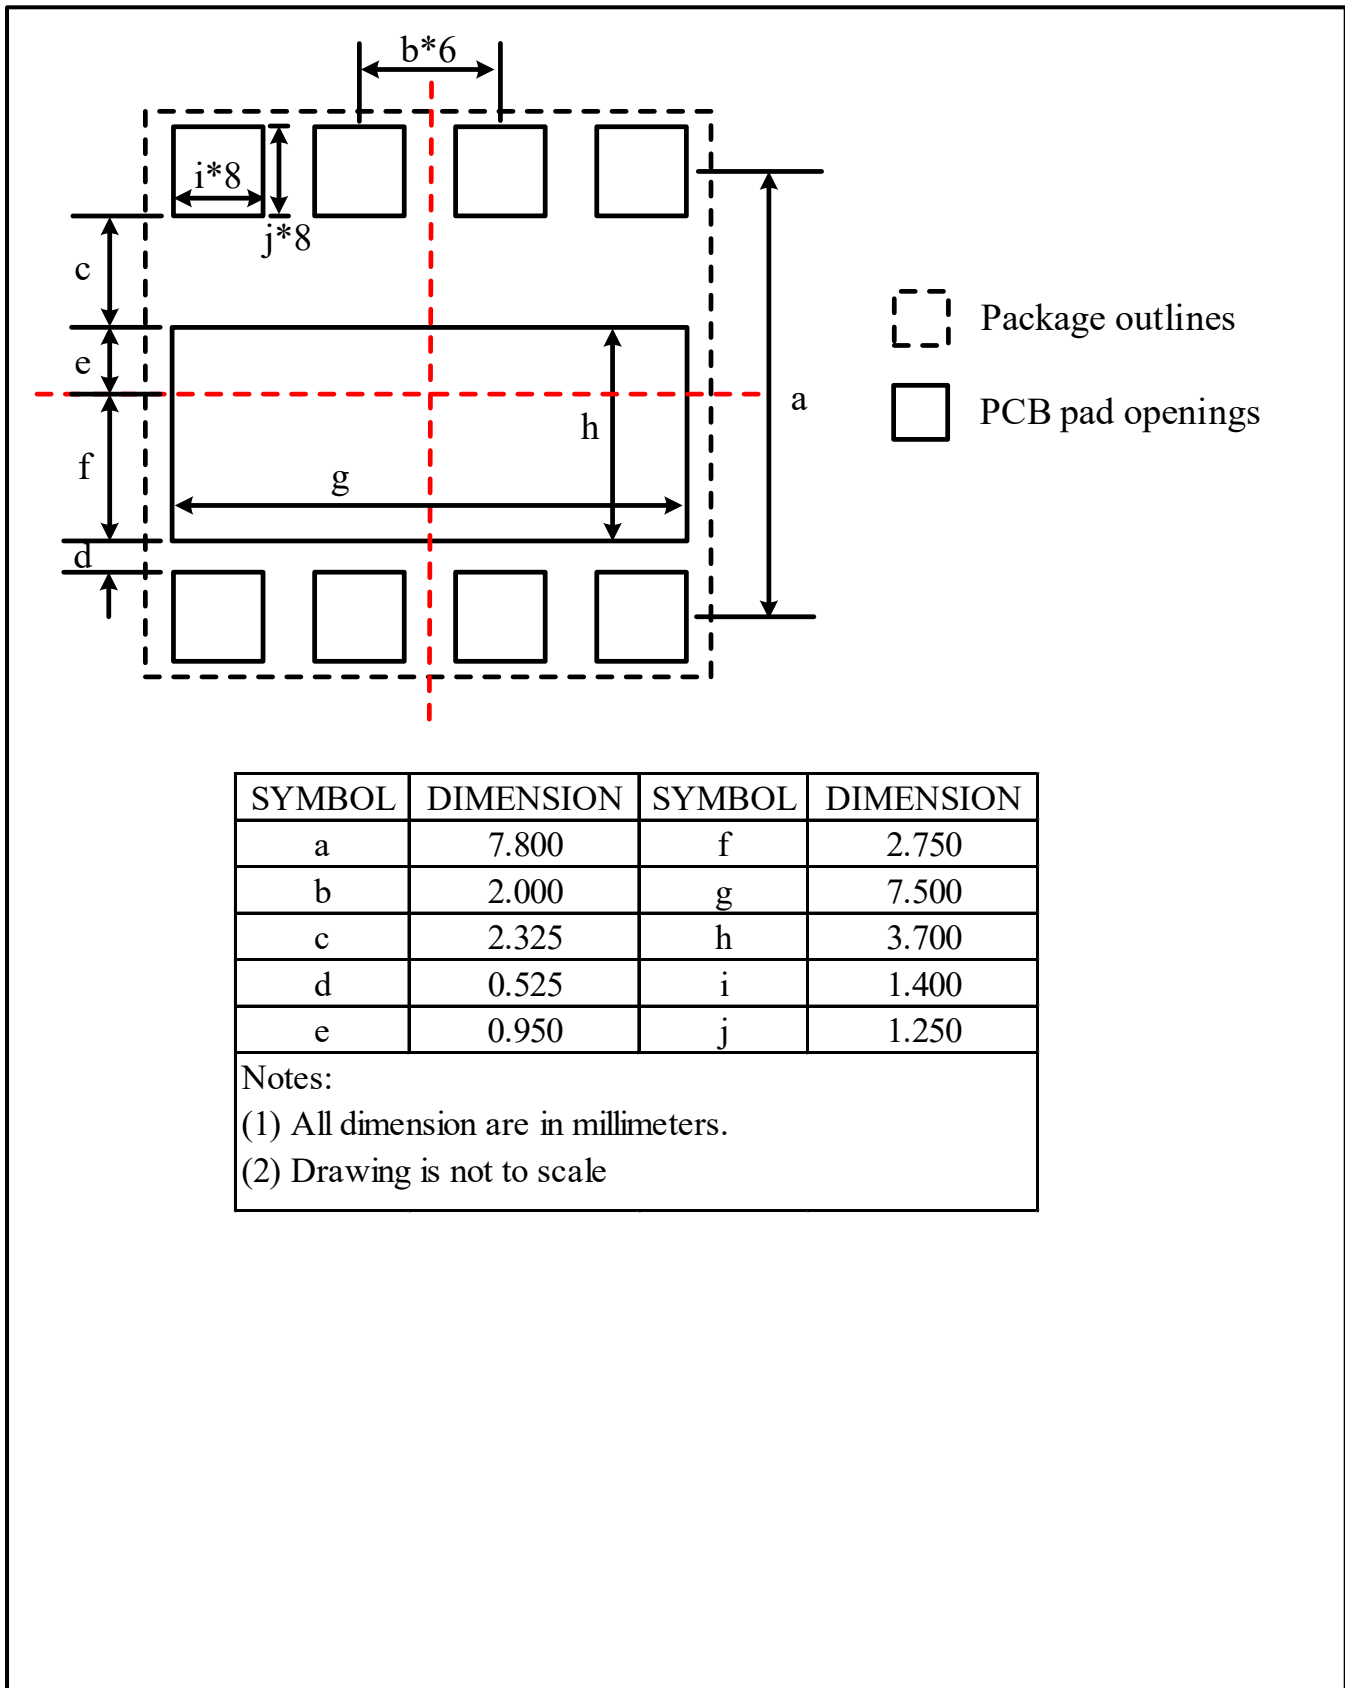 b*6
i*8
j*8
c
e
Package outlines
a
PCB pad openings
h
f
g
d
SYMBOL DIMENSION SYMBOL DIMENSION
a 7.800 f 2.750
b 2.000 g 7.500
c 2.325 h 3.700
d 0.525 i 1.400
e 0.950 j 1.250
Notes:
(1) All dimension are in millimeters.
(2) Drawing is not to scale